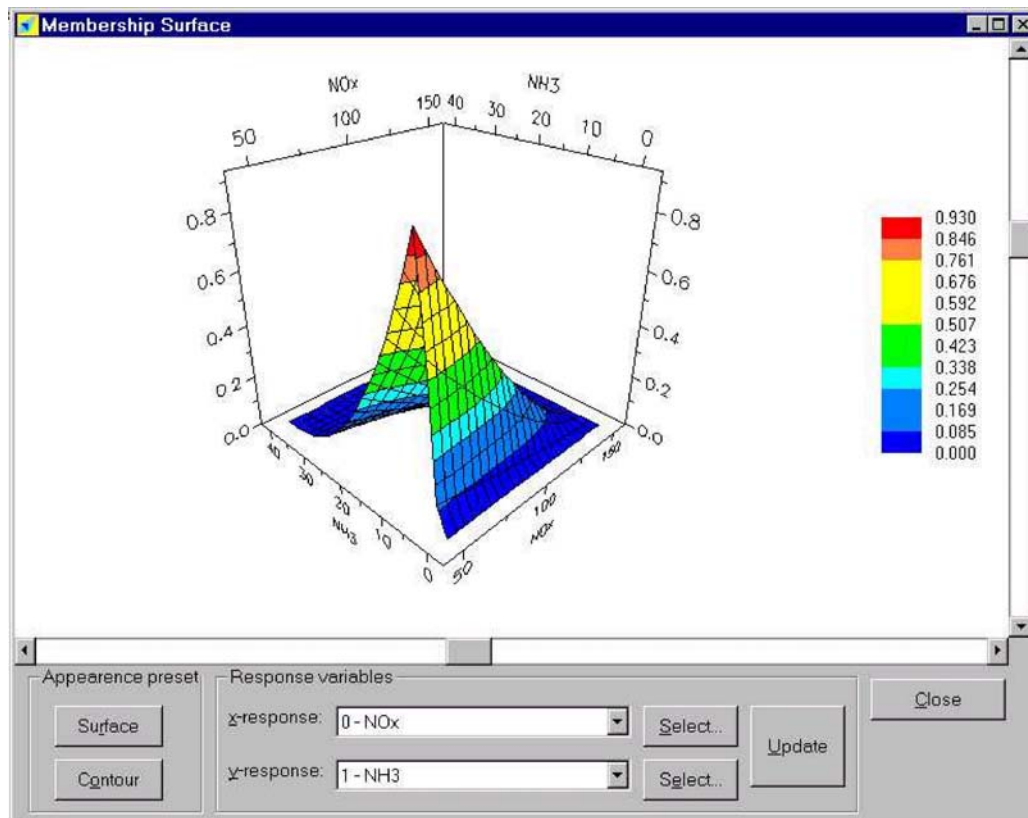 Membership Surface
NOx NH3
50 100 150 40 30 20 10 0
0.8 0.8
0.6 0.6
0.4 0.4
0.2 0.2
0.0 0.0
40 30 20 10 0
NH3
50 100 150
NOx
0.930
0.846
0.761
0.676
0.592
0.507
0.423
0.338
0.254
0.169
0.085
0.000
Appearence preset
Surface
Contour
Response variables
x-response: 0 - NOx Select...
y-response: 1 - NH3 Select...
Update
Close